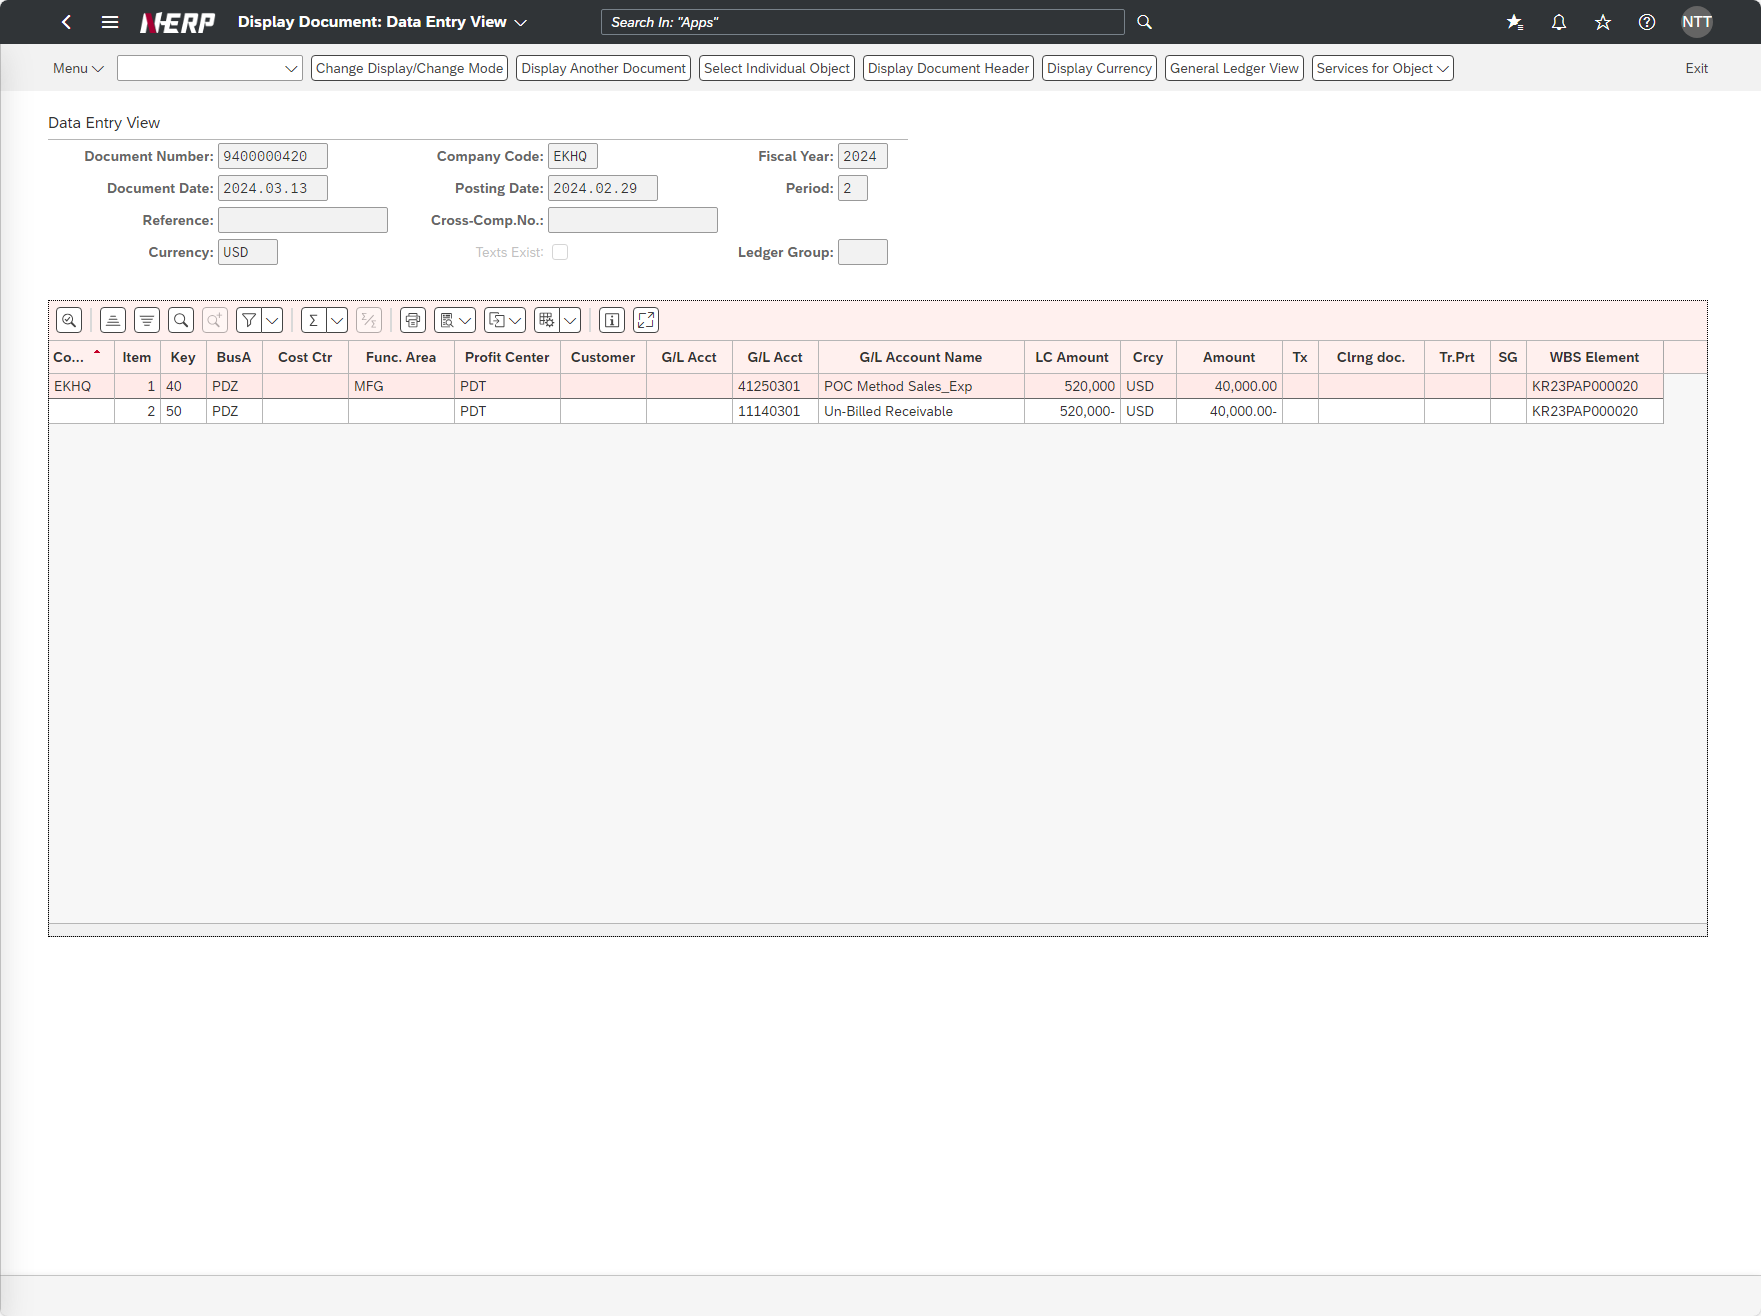 NERP Display Document: Data Entry View Search In: "Apps" NTT
Menu Change Display/Change Mode Display Another Document Select Individual Object Display Document Header Display Currency General Ledger View Services for Object Exit
Data Entry View
Document Number: 9400000420 Company Code: EKHQ Fiscal Year: 2024
Document Date: 2024.03.13 Posting Date: 2024.02.29 Period: 2
Reference: Cross-Comp.No.:
Currency: USD Texts Exist: Ledger Group:
Co... Item Key BusA Cost Ctr Func. Area Profit Center Customer G/L Acct G/L Acct G/L Account Name LC Amount Crcy Amount Tx Clrng doc. Tr.Prt SG WBS Element
EKHQ 1 40 PDZ MFG PDT 41250301 POC Method Sales_Exp 520,000 USD 40,000.00 KR23PAP000020
2 50 PDZ PDT 11140301 Un-Billed Receivable 520,000- USD 40,000.00- KR23PAP000020